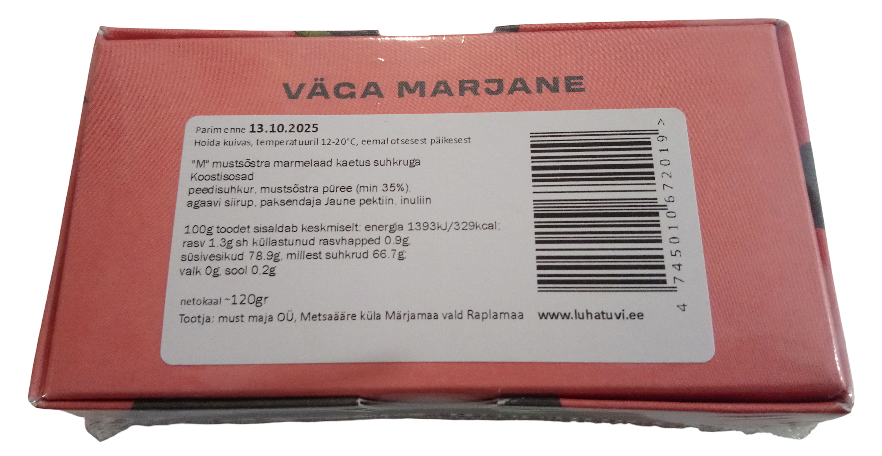 VÄGA MARJANE
Parim enne 13.10.2025
Hoida kuivas, temperatuuril 12-20°C, eemal otsesest päikesest
"M" mustsõstra marmelaad kaetus suhkruga
Koostisosad
peedisuhkur, mustsõstra püree (min 35%),
agaavi siirup, paksendaja Jaune pektiin, inuliin
100g toodet sisaldab keskmiselt: energia 1393kJ/329kcal;
rasv 1.3g sh küllastunud rasvhapped 0.9g,
süsivesikud 78.9g, millest suhkrud 66.7g;
valk 0g, sool 0.2g
netokaal ~120gr
Tootja: must maja OÜ, Metsaääre küla Märjamaa vald Raplamaa
www.luhatuvi.ee
4 745010 672019 >